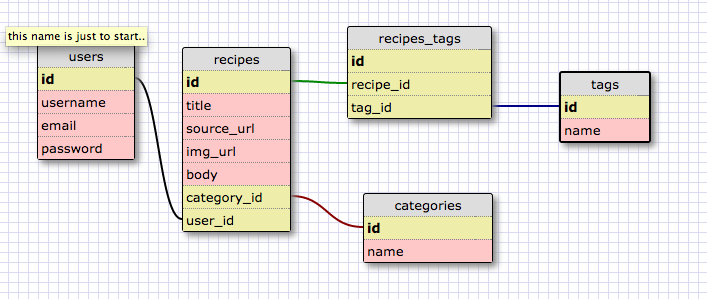 this name is just to start..
users
id
username
email
password
recipes
id
title
source_url
img_url
body
category_id
user_id
recipes_tags
id
recipe_id
tag_id
tags
id
name
categories
id
name